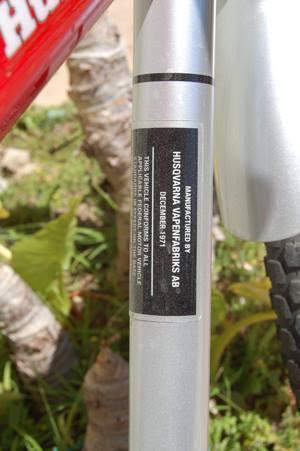 MANUFACTURED BY
HUSQVARNA VAPENFABRIKS AB
DECEMBER-1971
THIS VEHICLE CONFORMS TO ALL
APPLICABLE FEDERAL MOTOR VEHICLE